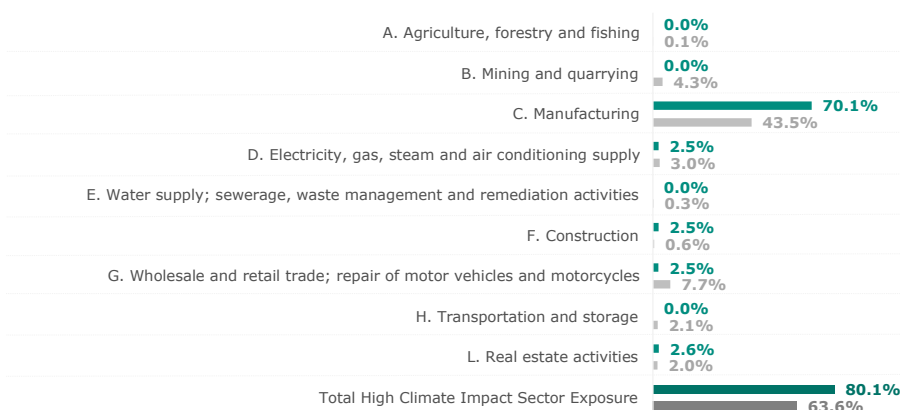 A. Agriculture, forestry and fishing
0.0%
0.1%
B. Mining and quarrying
0.0%
4.3%
C. Manufacturing
70.1%
43.5%
D. Electricity, gas, steam and air conditioning supply
2.5%
3.0%
E. Water supply; sewerage, waste management and remediation activities
0.0%
0.3%
F. Construction
2.5%
0.6%
G. Wholesale and retail trade; repair of motor vehicles and motorcycles
2.5%
7.7%
H. Transportation and storage
0.0%
2.1%
L. Real estate activities
2.6%
2.0%
Total High Climate Impact Sector Exposure
80.1%
63.6%